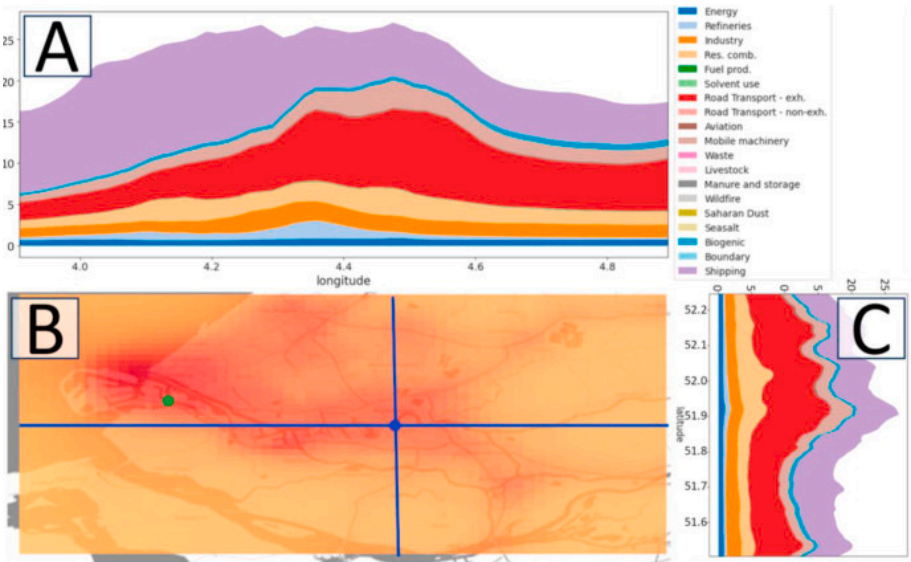 A
25
20
15
10
5
0
4.0 4.2 4.4 4.6 4.8
longitude
Energy
Refineries
Industry
Res. comb.
Fuel prod.
Solvent use
Road Transport - exh.
Road Transport - non-exh.
Aviation
Mobile machinery
Waste
Livestock
Manure and storage
Wildfire
Saharan Dust
Seasalt
Biogenic
Boundary
Shipping
B
C
0 5 0 5 20 25
52.2
52.1
52.0
51.9
51.8
51.7
51.6
latitude